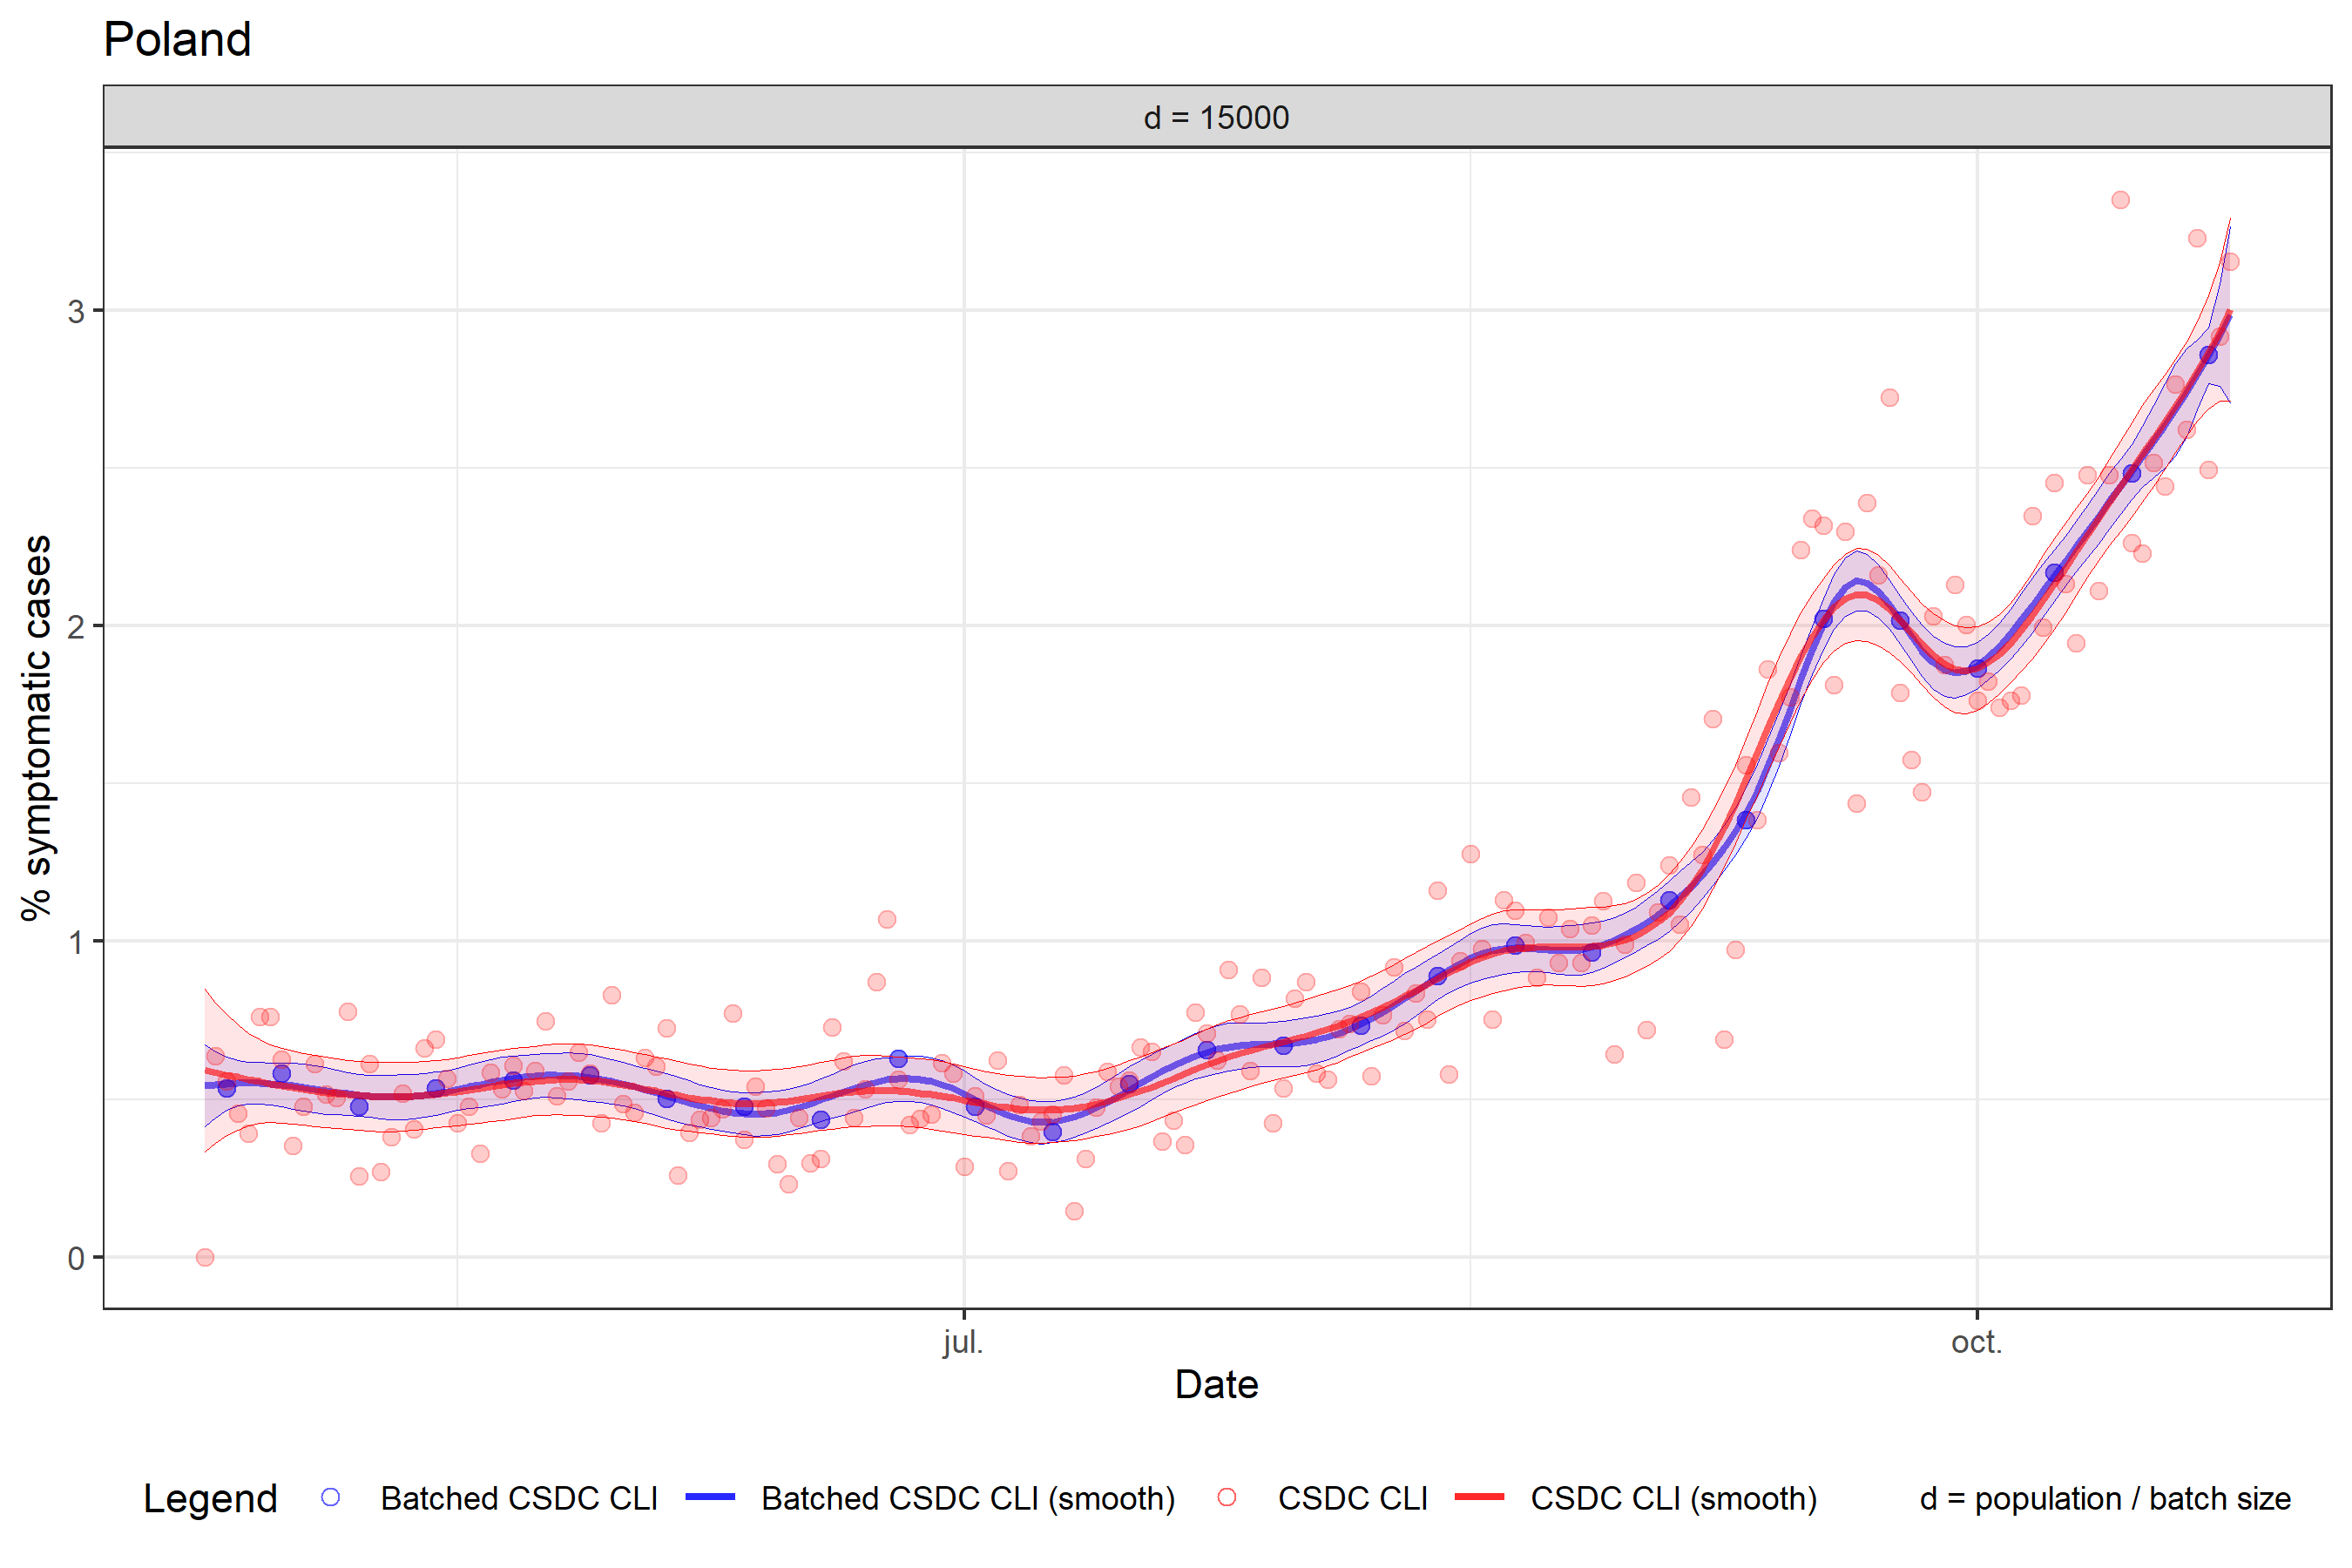 Poland
d = 15000
% symptomatic cases
3
2
1
0
jul.
oct.
Date
Legend
Batched CSDC CLI
Batched CSDC CLI (smooth)
CSDC CLI
CSDC CLI (smooth)
d = population / batch size